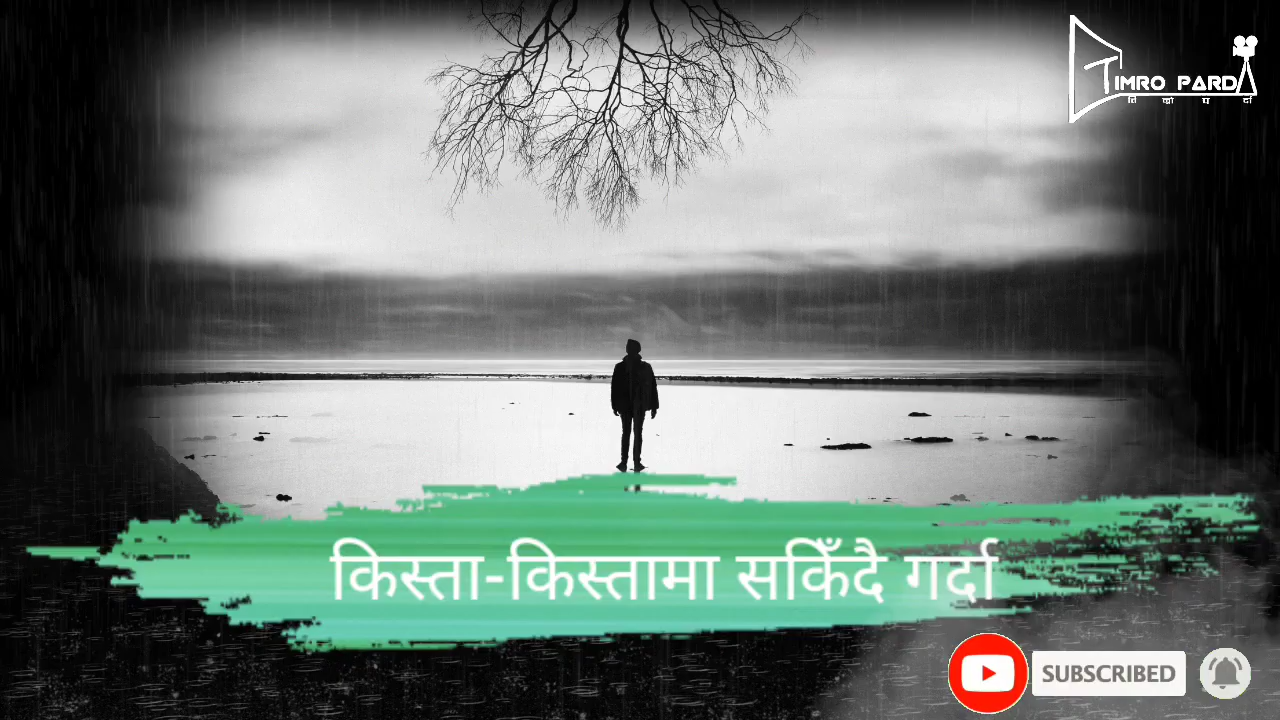 TIMRO PARDA
ति म्रो प र्दा
किस्ता-किस्तामा सकिँदै गर्दा
SUBSCRIBED